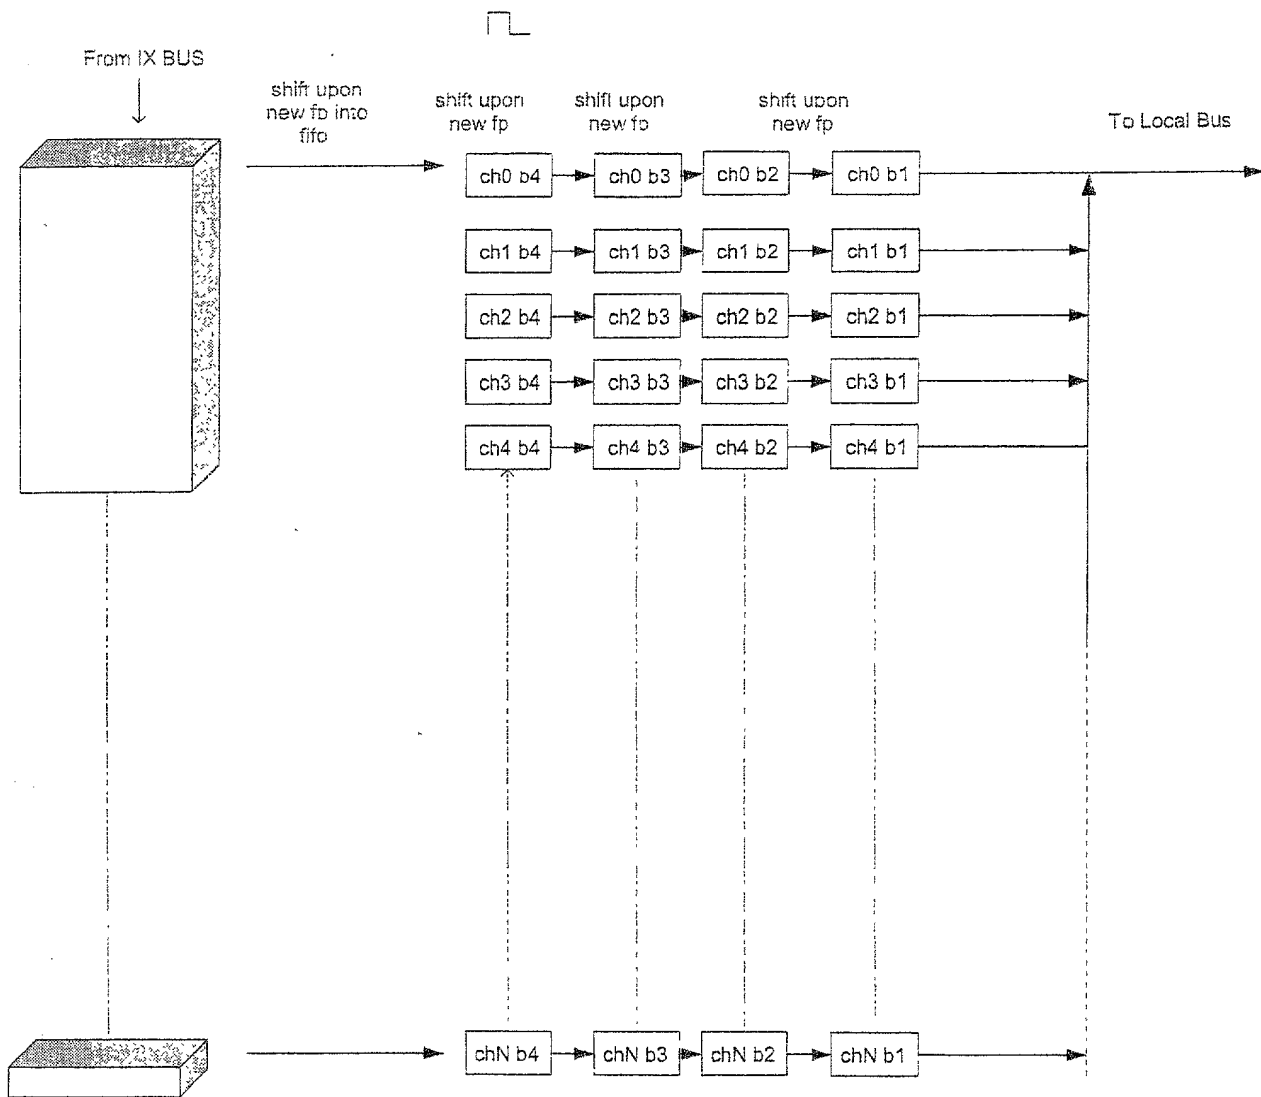 From IX BUS
shift upon
new fp into
fifo
shift upon
new fp
shift upon
new fp
shift upon
new fp
To Local Bus
ch0 b4
ch0 b3
ch0 b2
ch0 b1
ch1 b4
ch1 b3
ch1 b2
ch1 b1
ch2 b4
ch2 b3
ch2 b2
ch2 b1
ch3 b4
ch3 b3
ch3 b2
ch3 b1
ch4 b4
ch4 b3
ch4 b2
ch4 b1
chN b4
chN b3
chN b2
chN b1